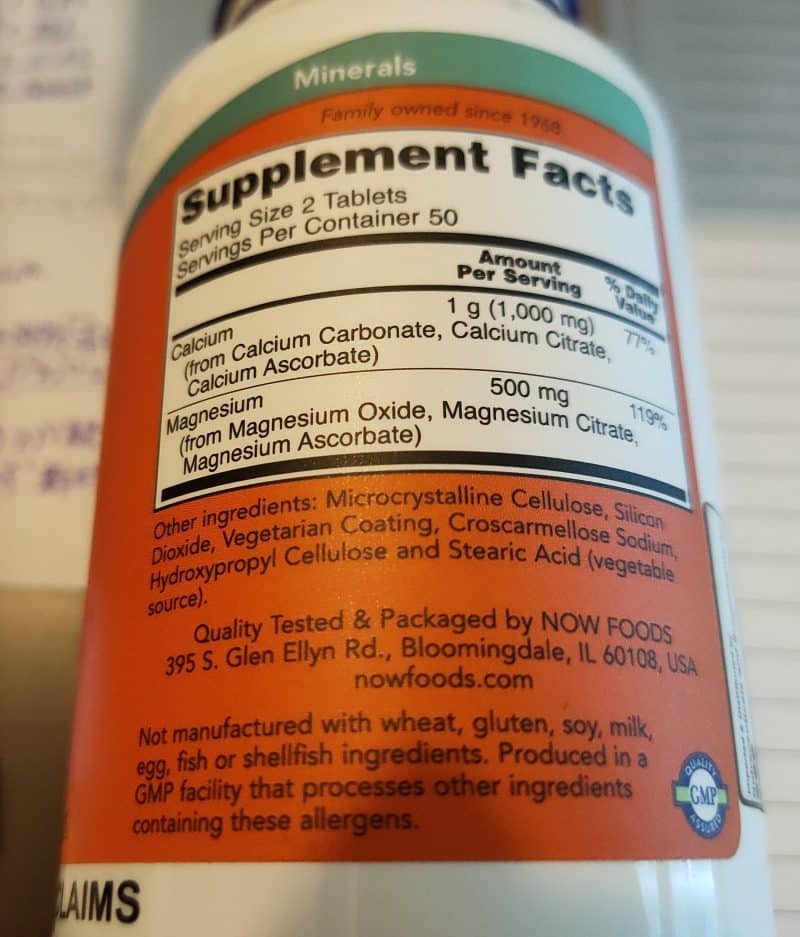 Minerals
Family owned since 1968
Supplement Facts
Serving Size 2 Tablets
Servings Per Container 50
Amount
Per Serving
% Daily
Value
Calcium 1 g (1,000 mg) 77%
(from Calcium Carbonate, Calcium Citrate,
Calcium Ascorbate)
Magnesium 500 mg 119%
(from Magnesium Oxide, Magnesium Citrate,
Magnesium Ascorbate)
Other ingredients: Microcrystalline Cellulose, Silicon
Dioxide, Vegetarian Coating, Croscarmellose Sodium,
Hydroxypropyl Cellulose and Stearic Acid (vegetable
source).
Quality Tested & Packaged by NOW FOODS
395 S. Glen Ellyn Rd., Bloomingdale, IL 60108, USA
nowfoods.com
Not manufactured with wheat, gluten, soy, milk,
egg, fish or shellfish ingredients. Produced in a
GMP facility that processes other ingredients
containing these allergens.
QUALITY
GMP
ASSURED
LAIMS